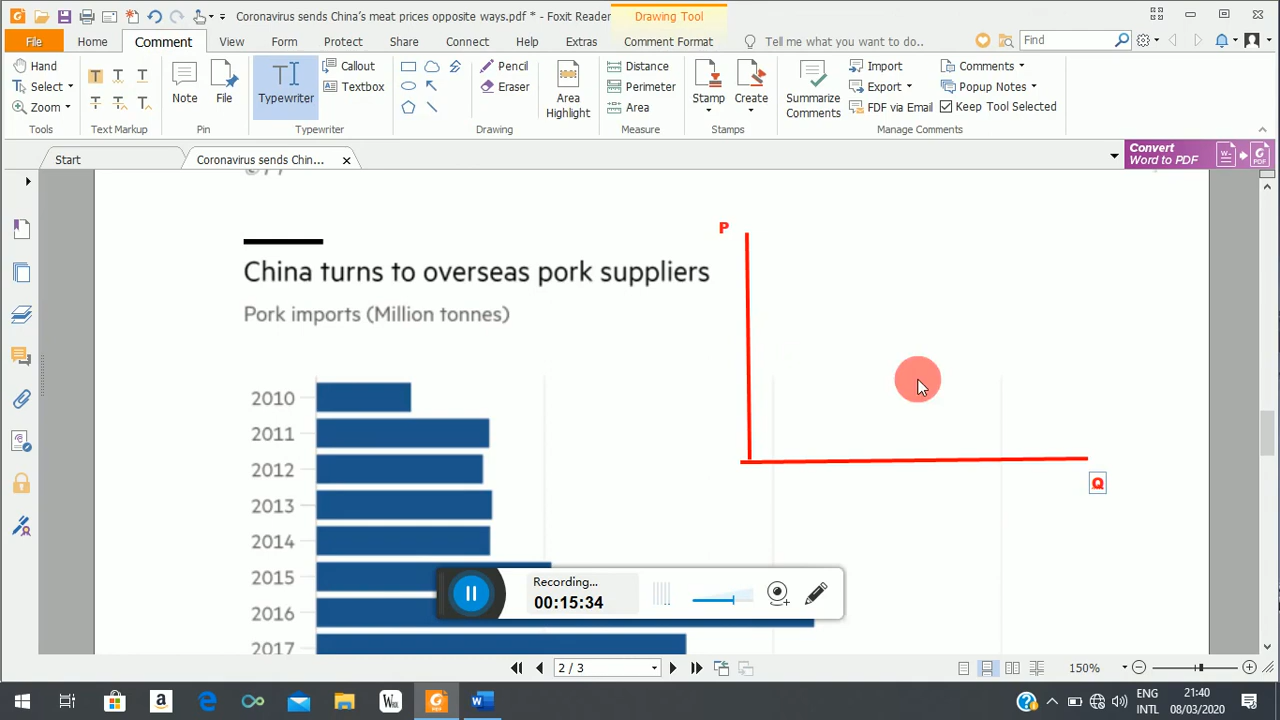 Coronavirus sends China's meat prices opposite ways.pdf * - Foxit Reader
Drawing Tool
File
Home
Comment
View
Form
Protect
Share
Connect
Help
Extras
Comment Format
Tell me what you want to do..
Find
Hand
Select
Zoom
Tools
T T T
T T T
Text Markup
Note
File
Pin
Typewriter
Callout
Textbox
Typewriter
Pencil
Eraser
Drawing
Area
Highlight
Distance
Perimeter
Area
Measure
Stamp
Create
Stamps
Summarize
Comments
Import
Export
FDF via Email
Comments
Popup Notes
Keep Tool Selected
Manage Comments
Start
Coronavirus sends Chin...
Convert
Word to PDF
P
China turns to overseas pork suppliers
Pork imports (Million tonnes)
2010
2011
2012
2013
2014
2015
2016
2017
Q
Recording...
00:15:34
2 / 3
150%
ENG
INTL
21:40
08/03/2020